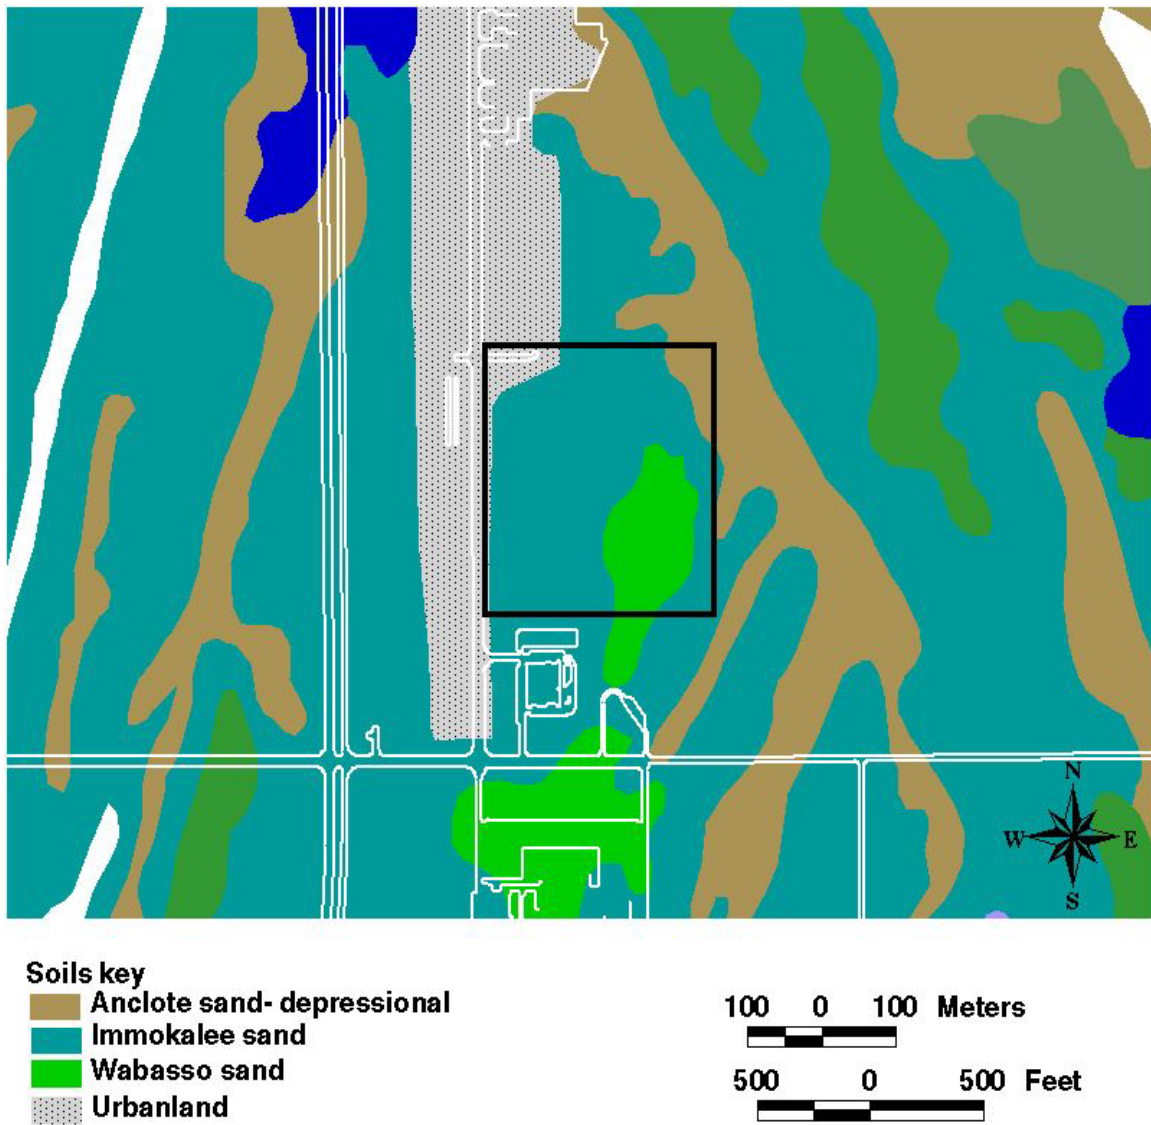 N
W E
S
Soils key
Anclote sand- depressional
Immokalee sand
Wabasso sand
Urbanland
100 0 100 Meters
500 0 500 Feet